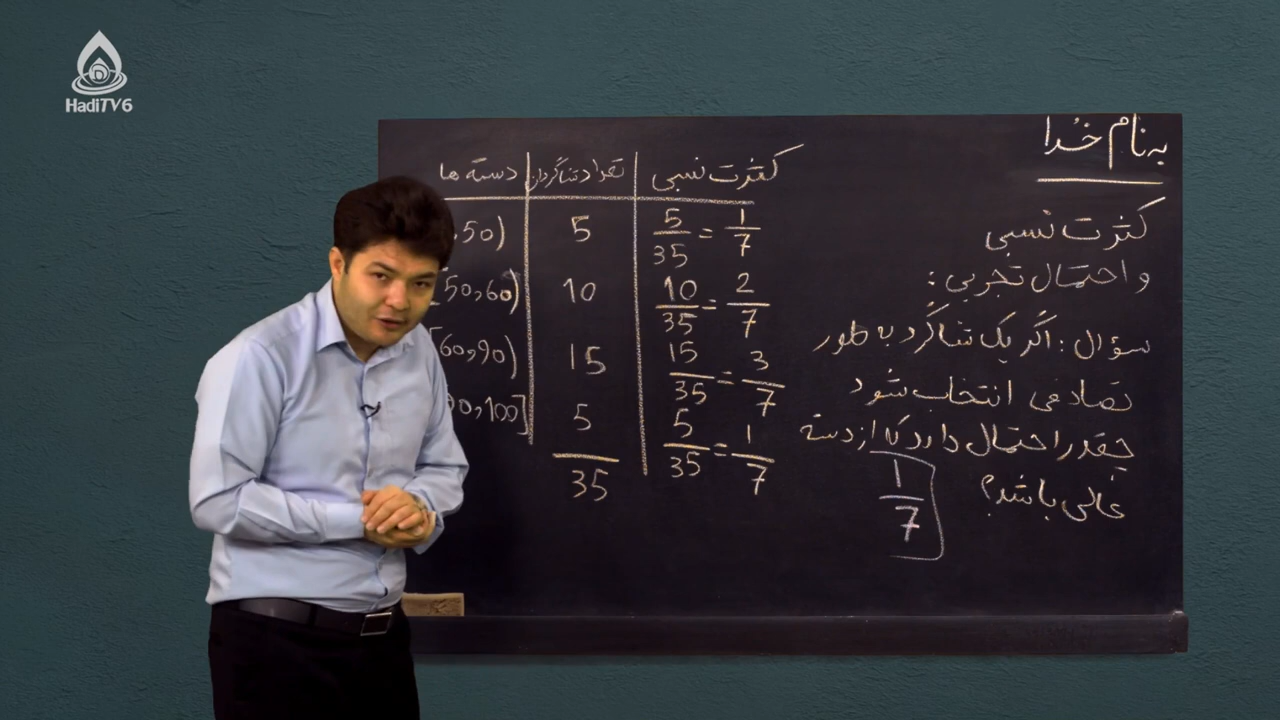 HadiTV6
به نام خدا
کثرت نسبی
و احتمال تجربی:
سؤال: اگر یک شاگرد به طور
تصادفی انتخاب شود
چقدر احتمال دارد که از دسته
عالی باشد؟
1/7
دسته ها | تعداد شاگردان | کثرت نسبی
,50) | 5 | 5/35 = 1/7
50,60) | 10 | 10/35 = 2/7
[60,90) | 15 | 15/35 = 3/7
0,100] | 5 | 5/35 = 1/7
35